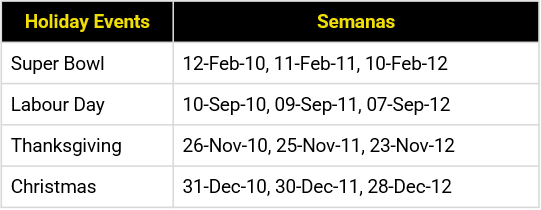 Holiday Events Semanas
Super Bowl 12-Feb-10, 11-Feb-11, 10-Feb-12
Labour Day 10-Sep-10, 09-Sep-11, 07-Sep-12
Thanksgiving 26-Nov-10, 25-Nov-11, 23-Nov-12
Christmas 31-Dec-10, 30-Dec-11, 28-Dec-12